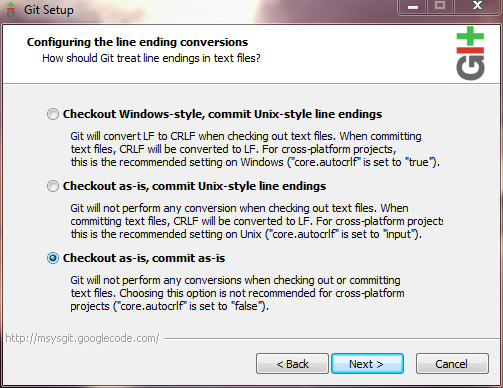 Git Setup
Configuring the line ending conversions
How should Git treat line endings in text files?
Git
Checkout Windows-style, commit Unix-style line endings
Git will convert LF to CRLF when checking out text files. When committing
text files, CRLF will be converted to LF. For cross-platform projects,
this is the recommended setting on Windows ("core.autocrlf" is set to "true").
Checkout as-is, commit Unix-style line endings
Git will not perform any conversion when checking out text files. When
committing text files, CRLF will be converted to LF. For cross-platform projects
this is the recommended setting on Unix ("core.autocrlf" is set to "input").
Checkout as-is, commit as-is
Git will not perform any conversions when checking out or committing
text files. Choosing this option is not recommended for cross-platform
projects ("core.autocrlf" is set to "false").
http://msysgit.googlecode.com/
< Back
Next >
Cancel